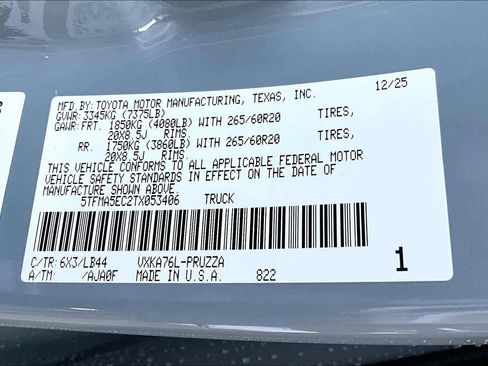 MFD.BY: TOYOTA MOTOR MANUFACTURING, TEXAS, INC. 12/25
GVWR: 3345KG (7375LB)
GAWR: FRT. 1850KG (4080LB) WITH 265/60R20 TIRES,
20X8.5J RIMS.
RR. 1750KG (3860LB) WITH 265/60R20 TIRES,
20X8.5J RIMS.
THIS VEHICLE CONFORMS TO ALL APPLICABLE FEDERAL MOTOR
VEHICLE SAFETY STANDARDS IN EFFECT ON THE DATE OF
MANUFACTURE SHOWN ABOVE.
5TFMA5EC2TX053406 TRUCK
C/TR: 6X3/LB44 VXKA76L-PRUZZA
A/TM: /AJA0F MADE IN U.S.A. 822 1